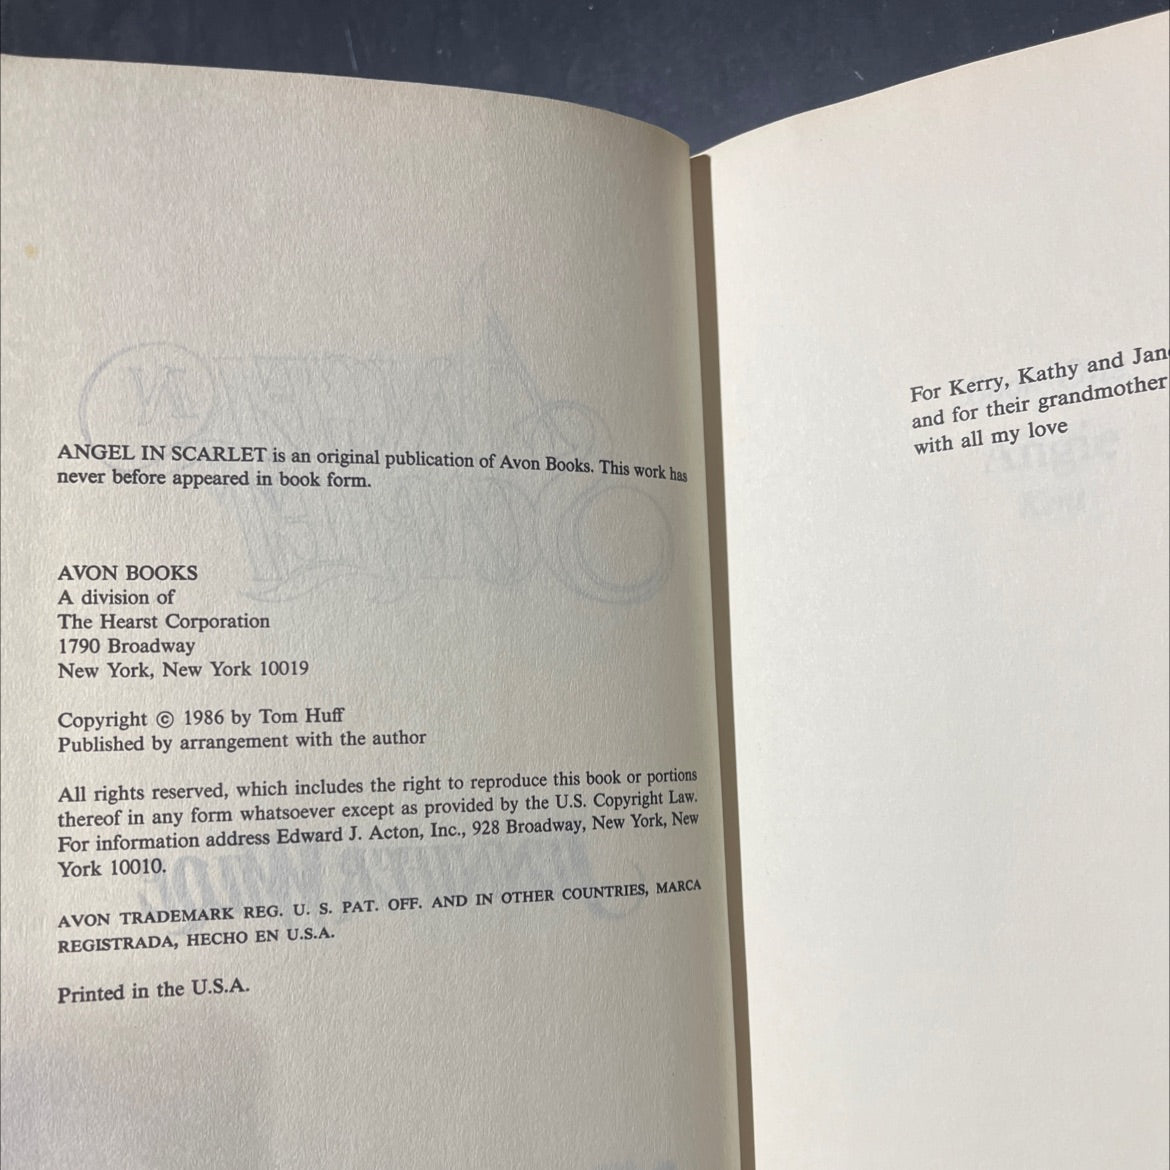 ANGEL IN SCARLET is an original publication of Avon Books. This work has
never before appeared in book form.
AVON BOOKS
A division of
The Hearst Corporation
1790 Broadway
New York, New York 10019
Copyright © 1986 by Tom Huff
Published by arrangement with the author
All rights reserved, which includes the right to reproduce this book or portions
thereof in any form whatsoever except as provided by the U.S. Copyright Law.
For information address Edward J. Acton, Inc., 928 Broadway, New York, New
York 10010.
AVON TRADEMARK REG. U. S. PAT. OFF. AND IN OTHER COUNTRIES, MARCA
REGISTRADA, HECHO EN U.S.A.
Printed in the U.S.A.
For Kerry, Kathy and
and for their grandmother
with all my love